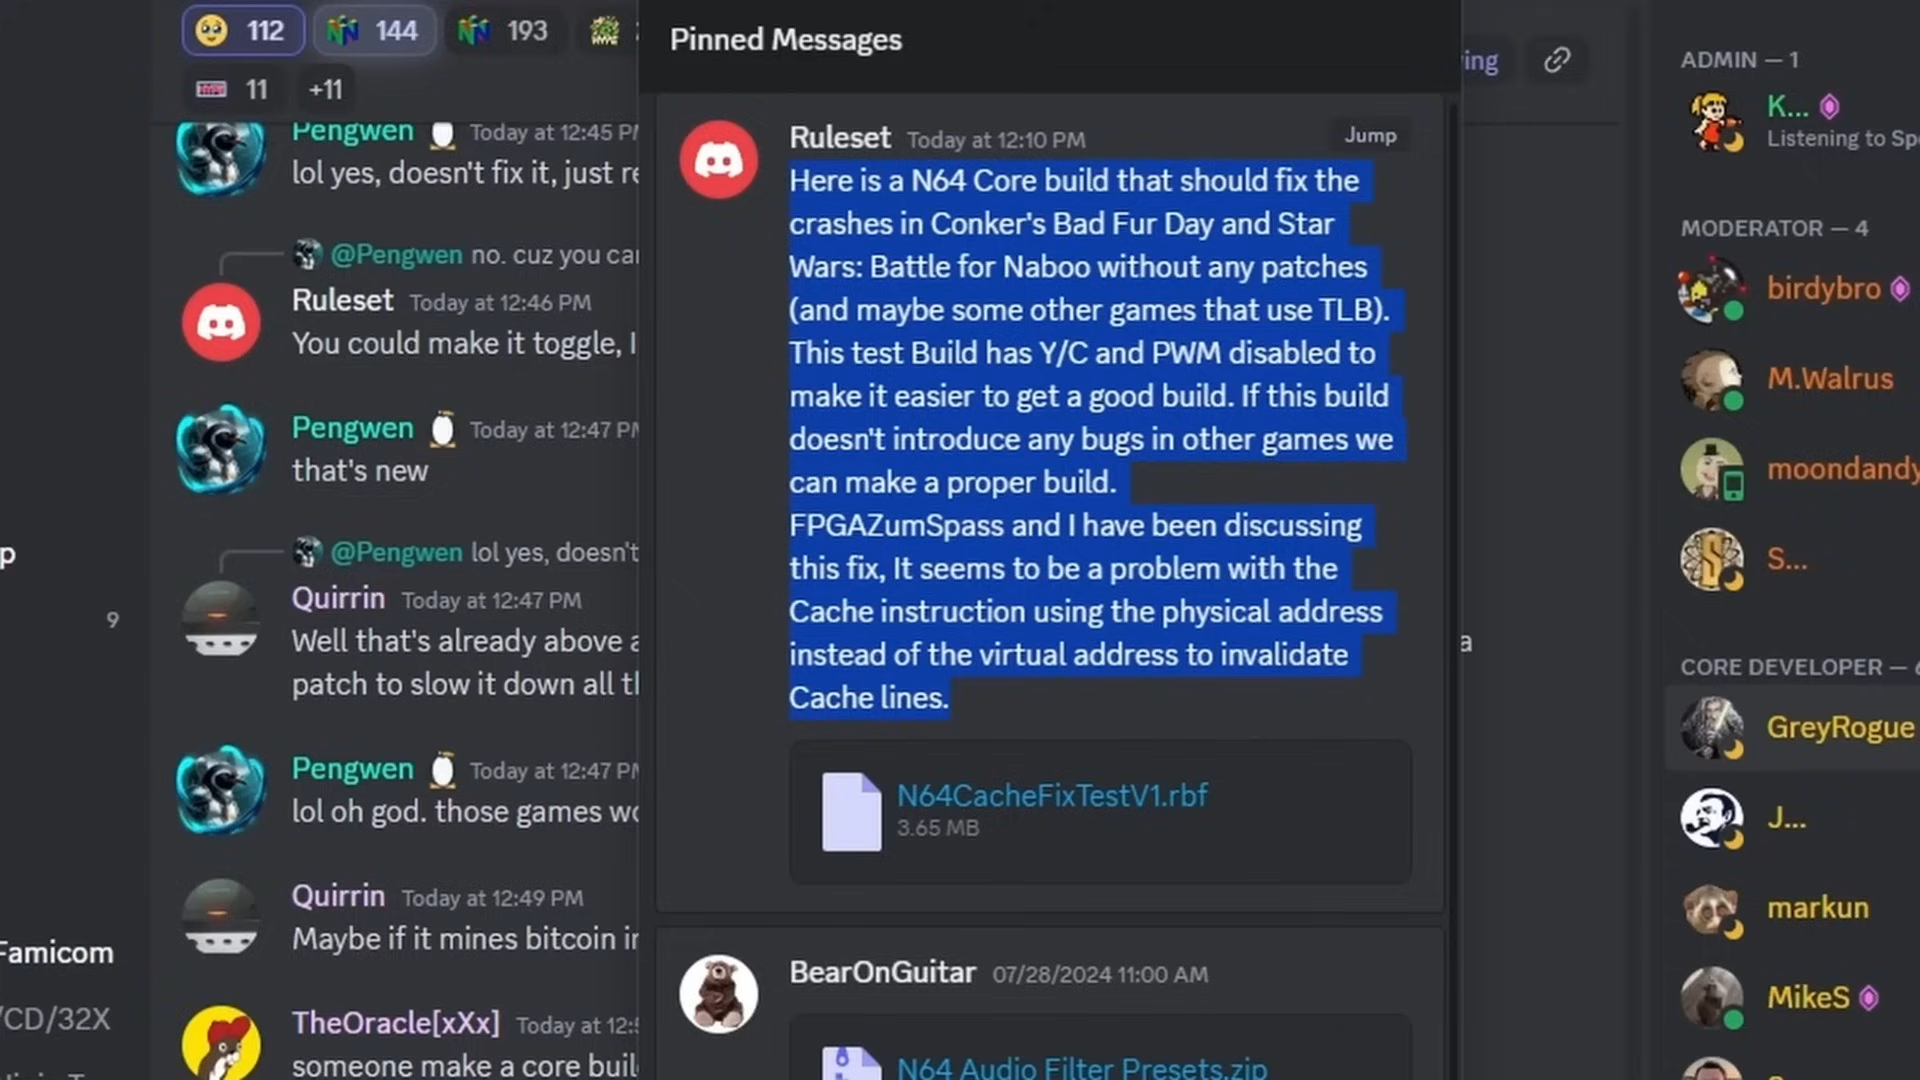 112 144 193
11 +11
Pengwen Today at 12:45 PM
lol yes, doesn't fix it, just re
@Pengwen no. cuz you can
Ruleset Today at 12:46 PM
You could make it toggle, I
Pengwen Today at 12:47 PM
that's new
@Pengwen lol yes, doesn't
Quirrin Today at 12:47 PM
Well that's already above a
patch to slow it down all th
Pengwen Today at 12:47 PM
lol oh god. those games wo
Quirrin Today at 12:49 PM
Maybe if it mines bitcoin in
TheOracle[xXx] Today at 12:5
someone make a core buil
p
9
Famicom
/CD/32X
Pinned Messages
Ruleset Today at 12:10 PM Jump
Here is a N64 Core build that should fix the
crashes in Conker's Bad Fur Day and Star
Wars: Battle for Naboo without any patches
(and maybe some other games that use TLB).
This test Build has Y/C and PWM disabled to
make it easier to get a good build. If this build
doesn't introduce any bugs in other games we
can make a proper build.
FPGAZumSpass and I have been discussing
this fix, It seems to be a problem with the
Cache instruction using the physical address
instead of the virtual address to invalidate
Cache lines.
N64CacheFixTestV1.rbf
3.65 MB
BearOnGuitar 07/28/2024 11:00 AM
N64 Audio Filter Presets.zip
ing
a
ADMIN — 1
K...
Listening to Spo
MODERATOR — 4
birdybro
M.Walrus
moondandy
S...
CORE DEVELOPER — 6
GreyRogue
J...
markun
MikeS